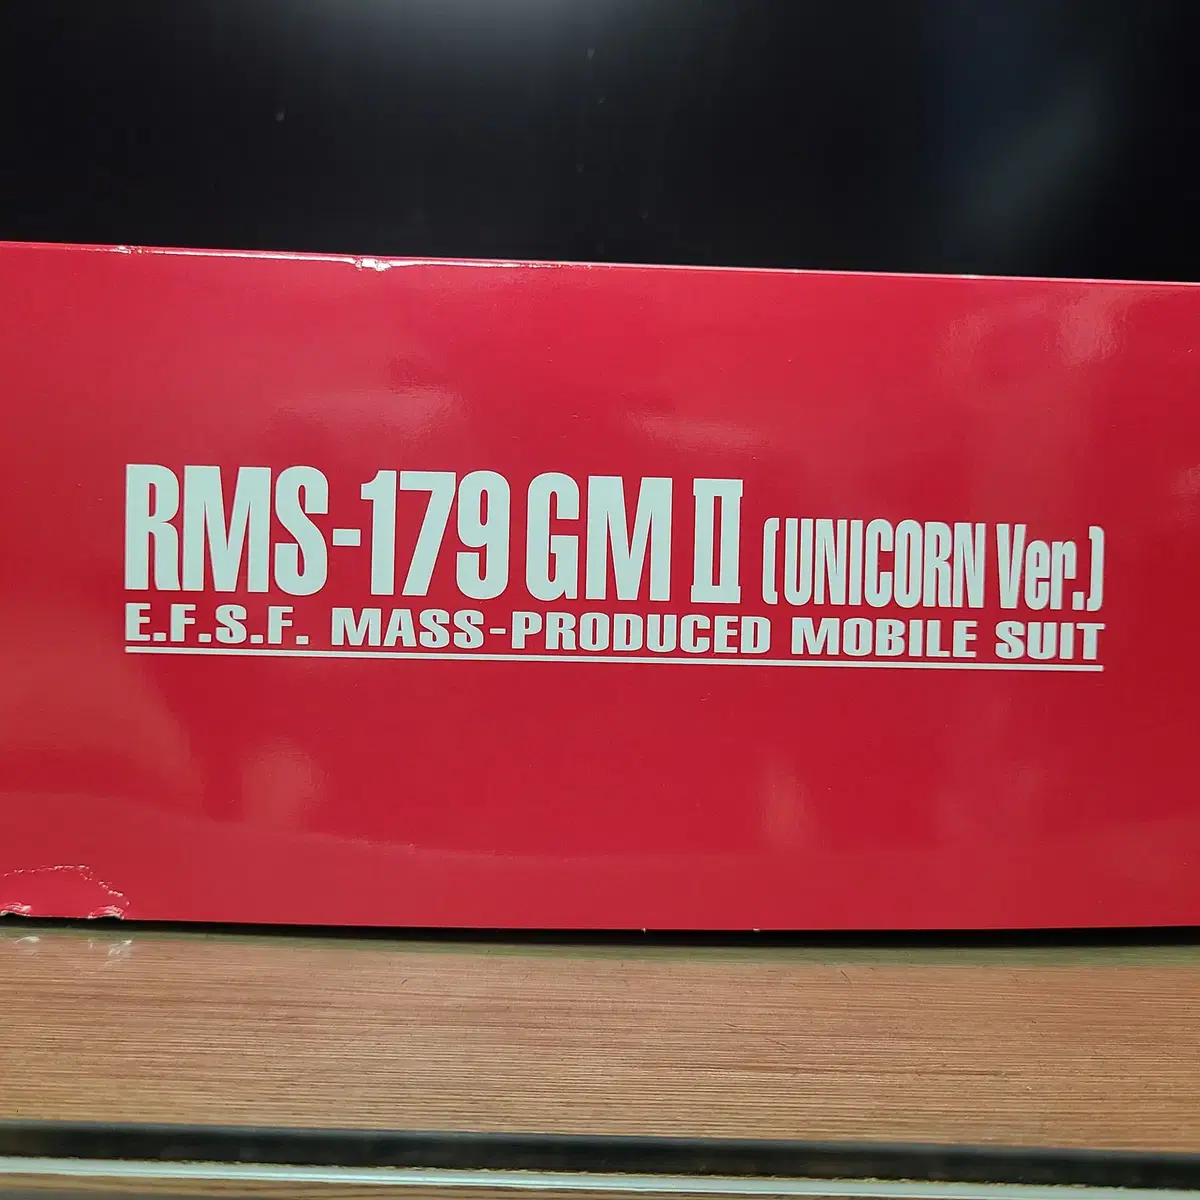 RMS-179 GM II [UNICORN Ver.]
E.F.S.F. MASS-PRODUCED MOBILE SUIT